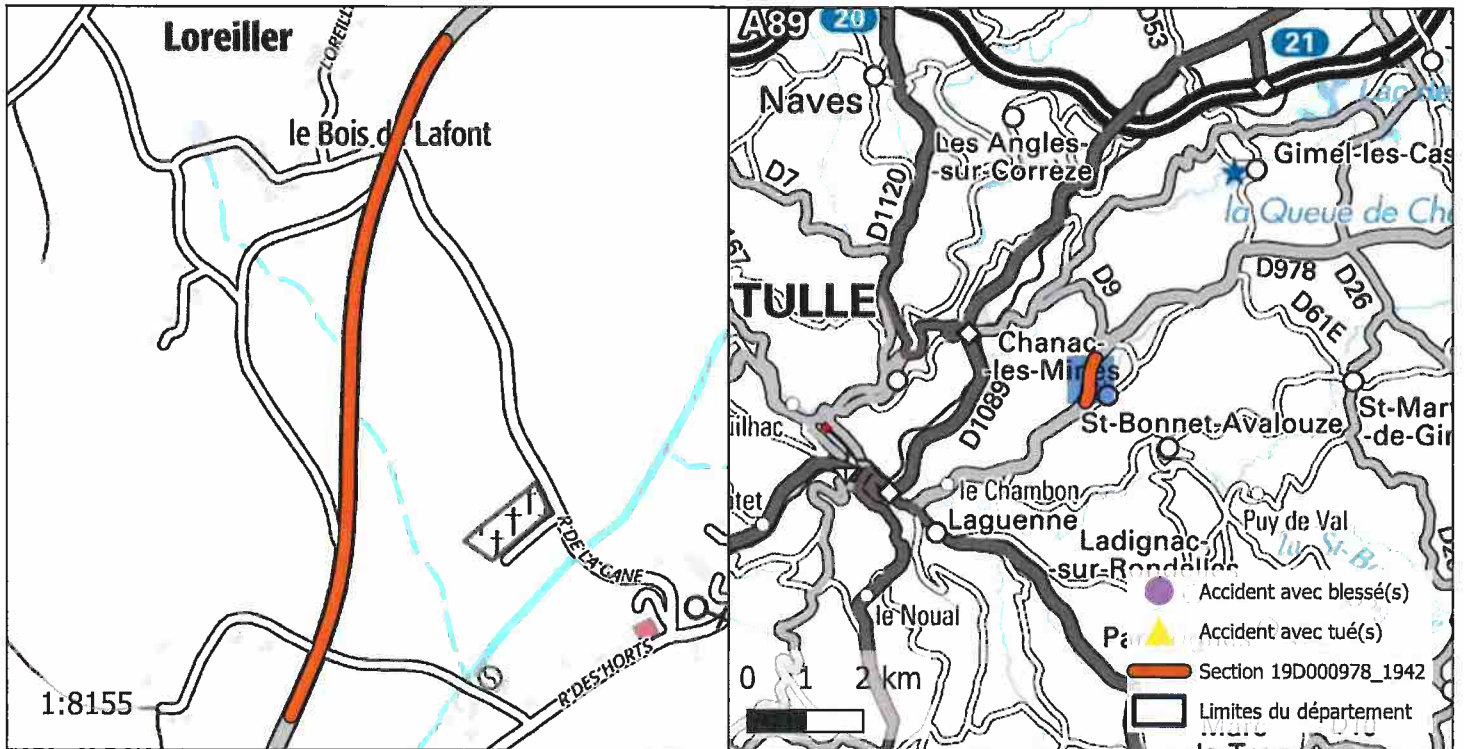 Loreiller
le Bois de Lafont
R DE LA CANE
R DES HORTS
1:8155
A89
20
D53
21
Naves
Les Angles-
-sur-Corrèze
Gimel-les-Cas
la Queue de Ch
D7
D1120
D9
D978
D26
D61E
TULLE
Chanac-
-les-Mines
D1089
St-Bonnet-Avalouze
St-Mar
-de-Gi
uilhac
le Chambon
Laguenne
Puy de Val
Ladignac-
-sur-Rondelles
le Noual
0 1 2 km
Accident avec blessé(s)
Accident avec tué(s)
Section 19D000978_1942
Limites du département